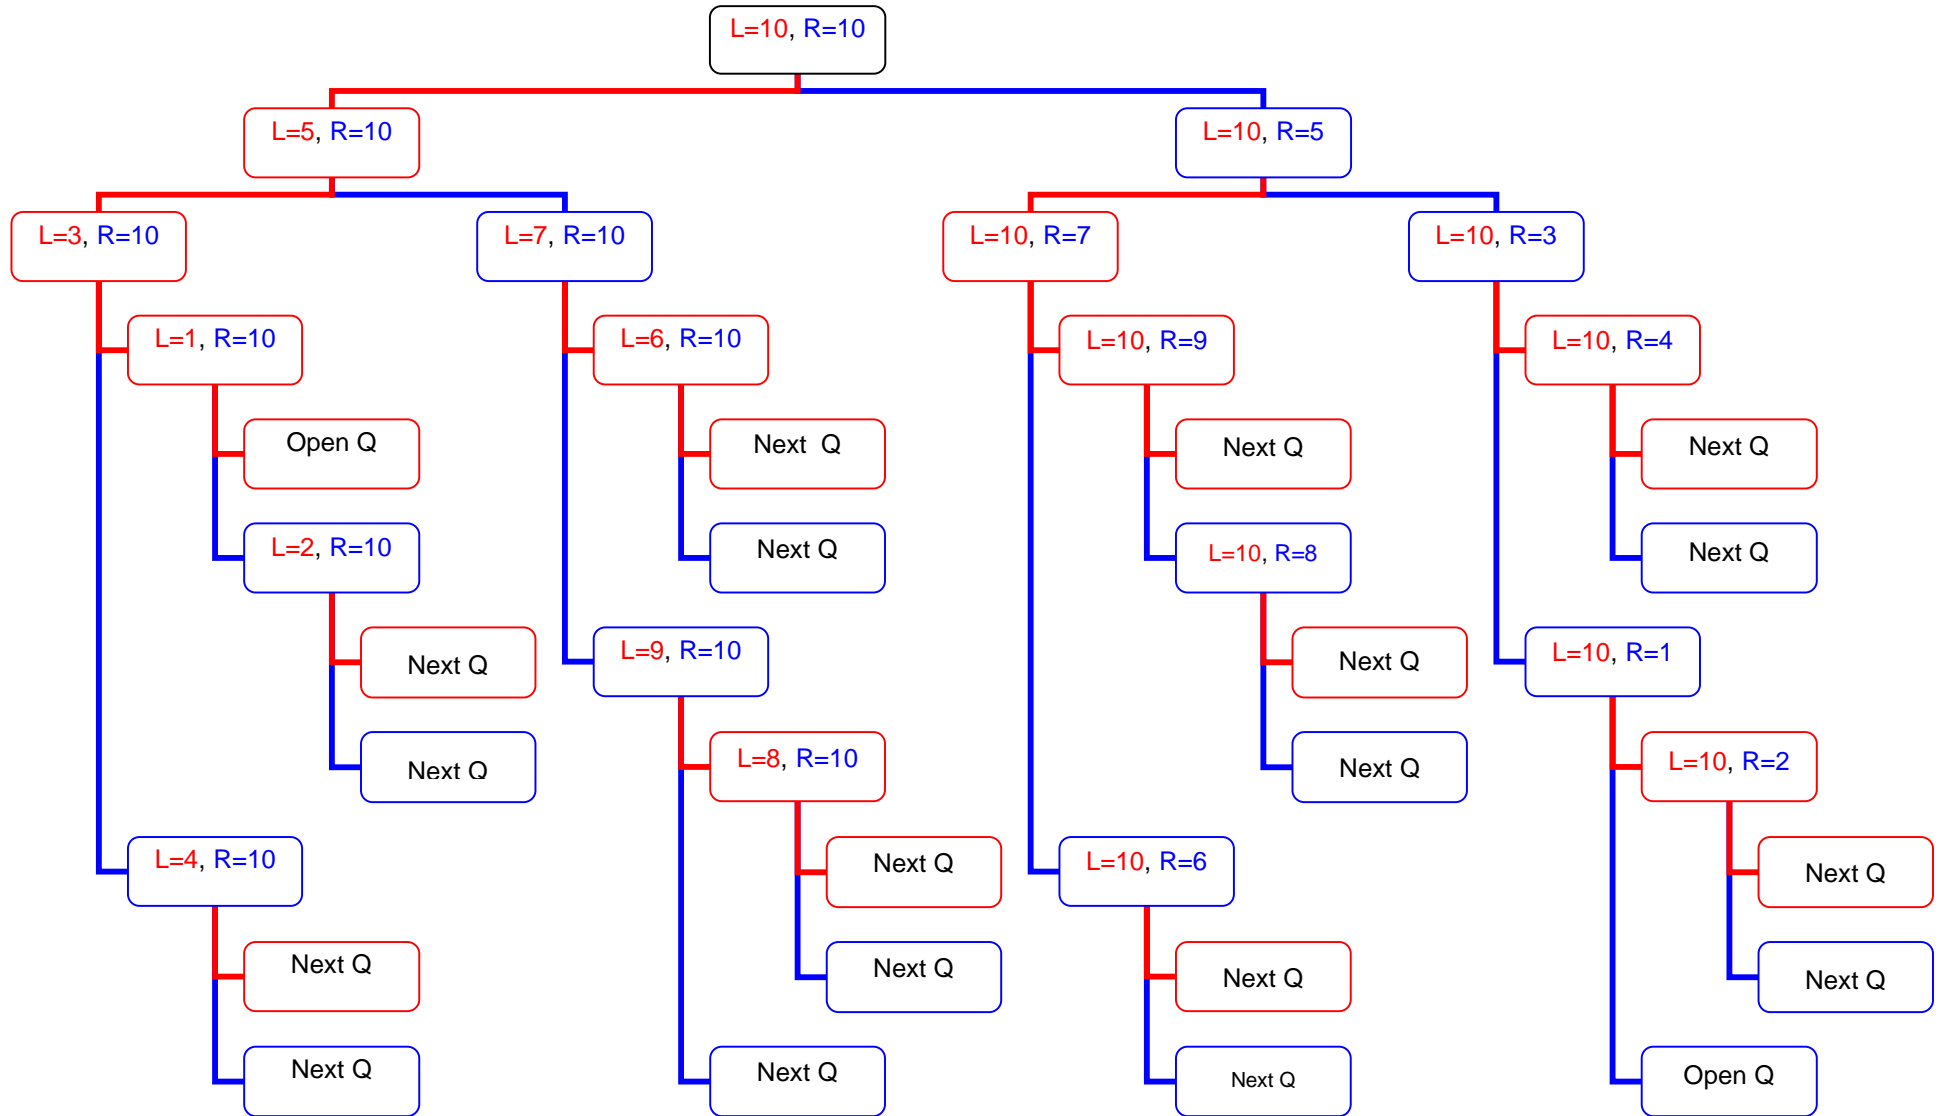 L=10, R=10
L=5, R=10
L=10, R=5
L=3, R=10
L=7, R=10
L=10, R=7
L=10, R=3
L=1, R=10
L=6, R=10
L=10, R=9
L=10, R=4
Open Q
Next  Q
Next Q
Next Q
L=2, R=10
Next Q
L=10, R=8
Next Q
Next Q
L=9, R=10
Next Q
L=10, R=1
Next Q
L=8, R=10
Next Q
L=10, R=2
L=4, R=10
Next Q
L=10, R=6
Next Q
Next Q
Next Q
Next Q
Next Q
Next Q
Next Q
Next Q
Open Q